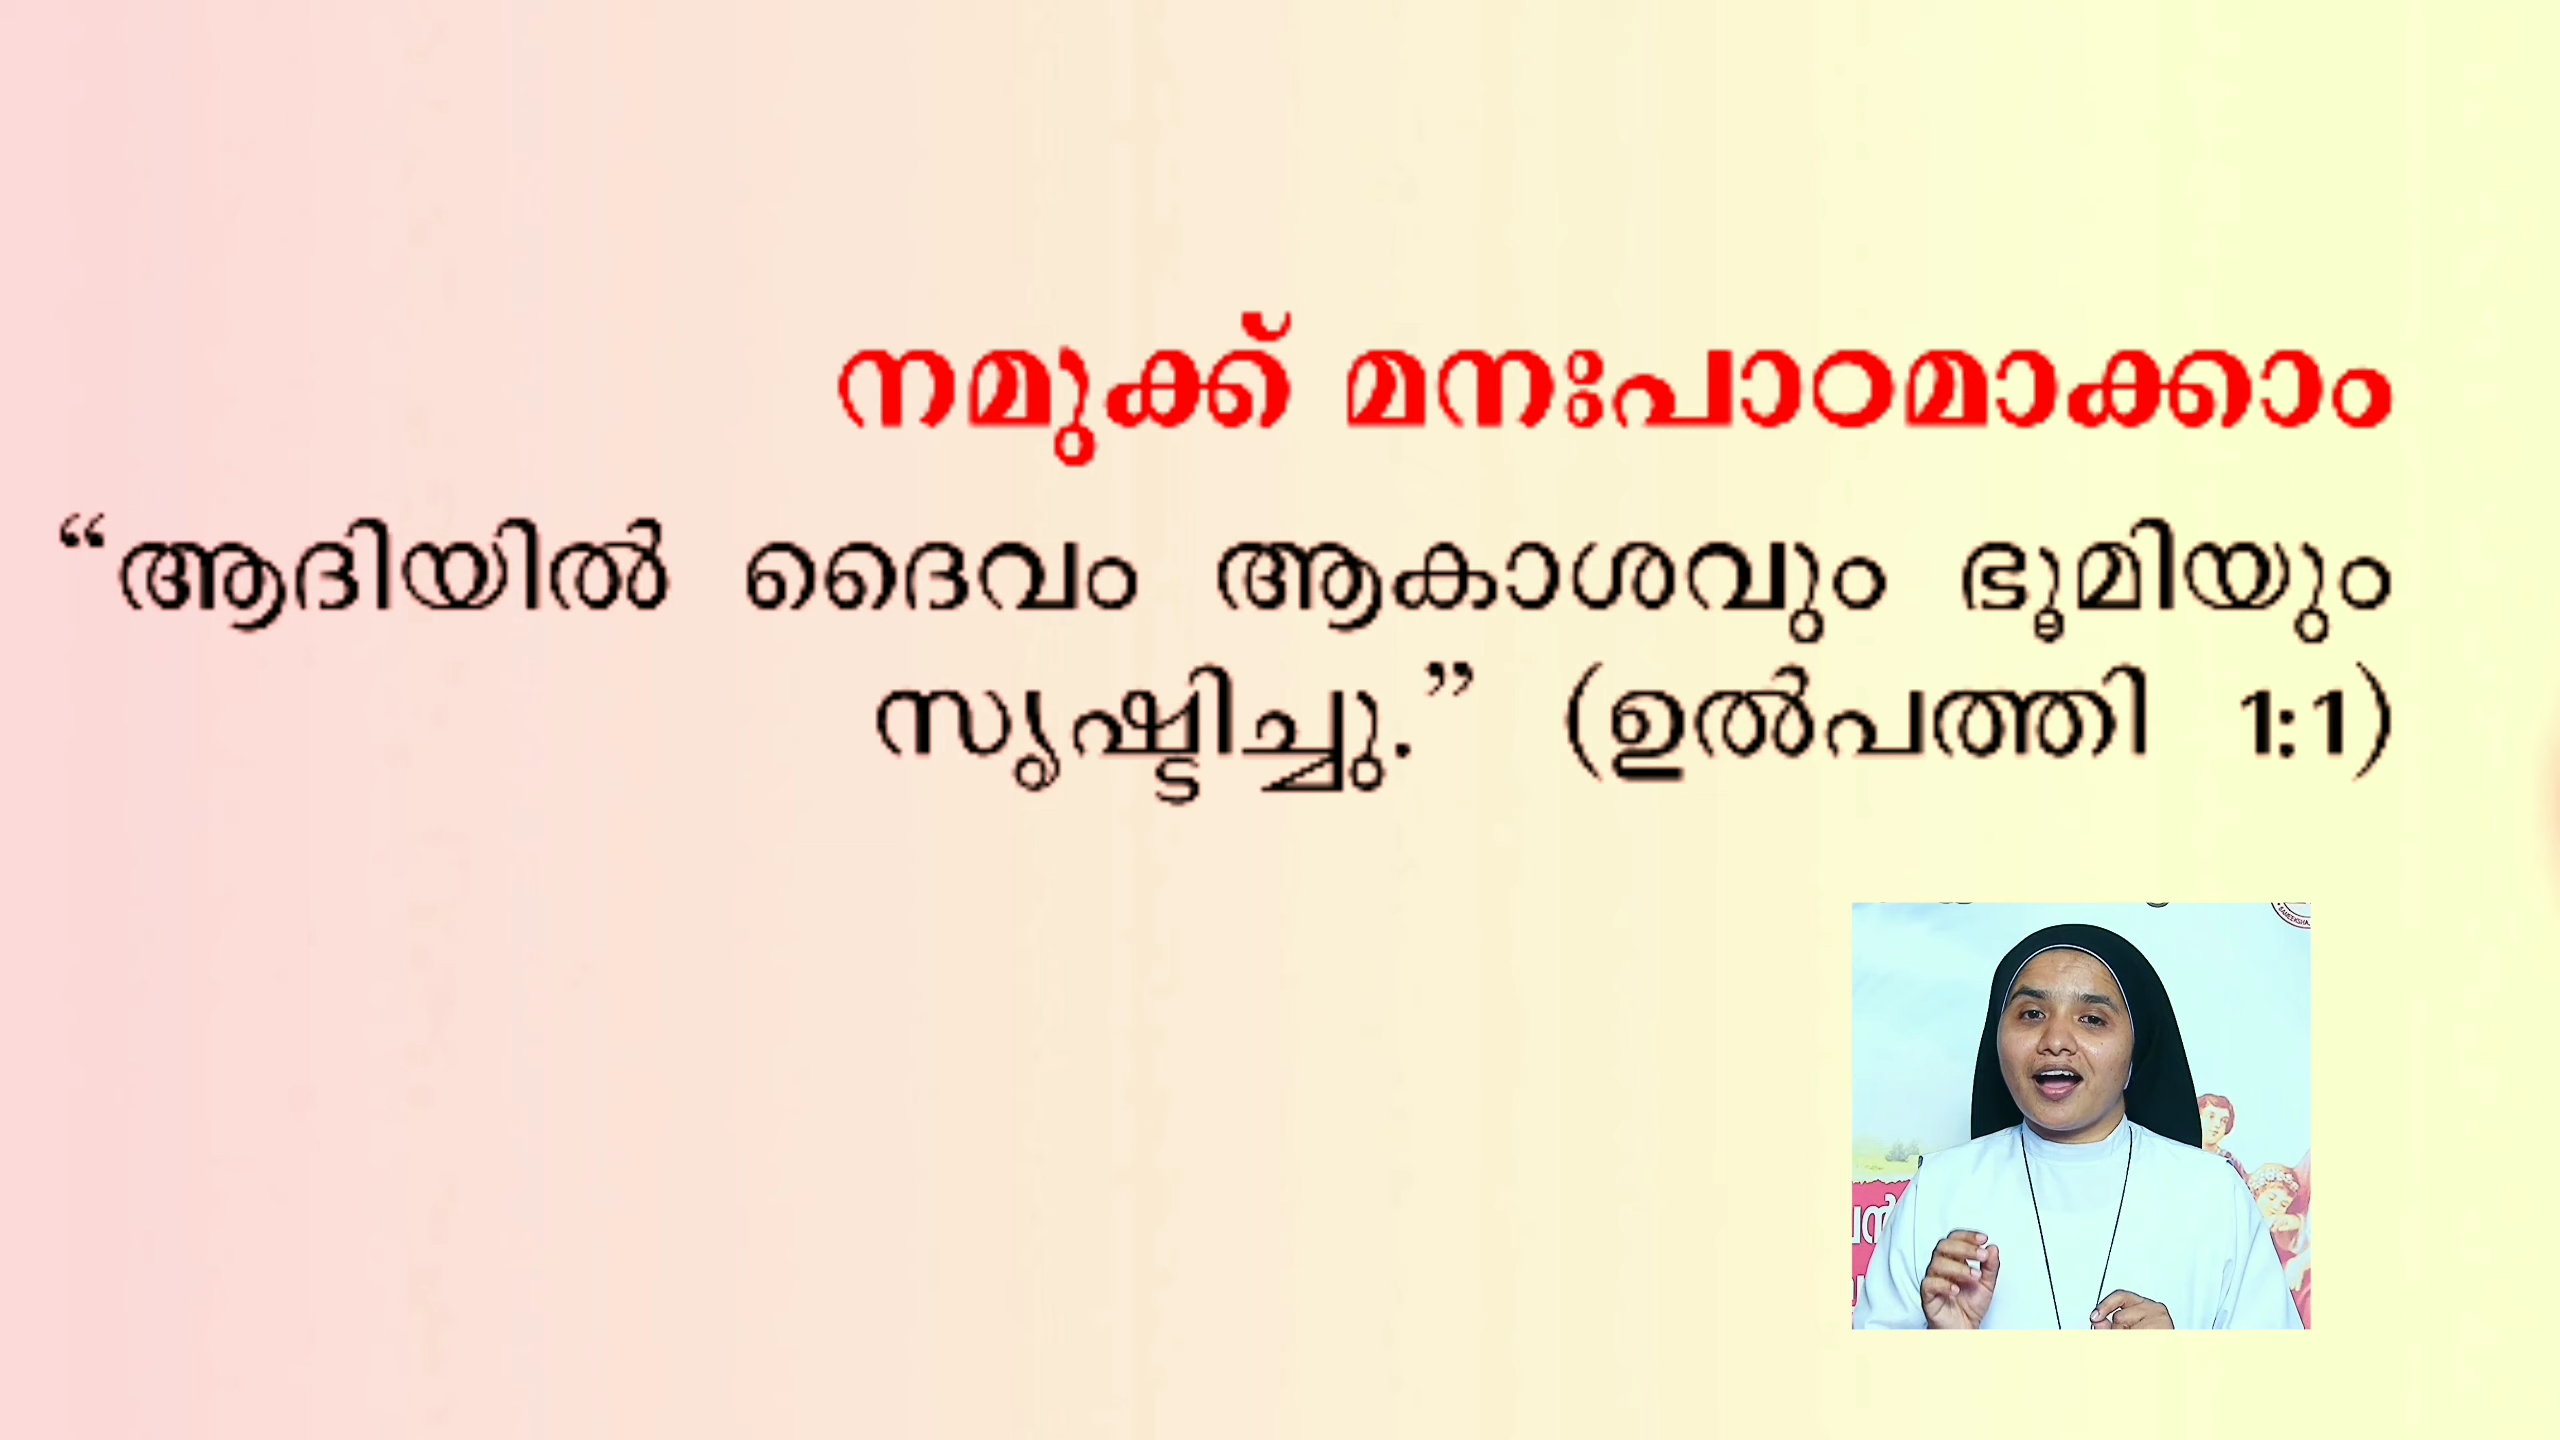 നമുക്ക് മനഃപാഠമാക്കാം
“ആദിയിൽ ദൈവം ആകാശവും ഭൂമിയും
സൃഷ്ടിച്ചു.” (ഉൽപത്തി 1:1)